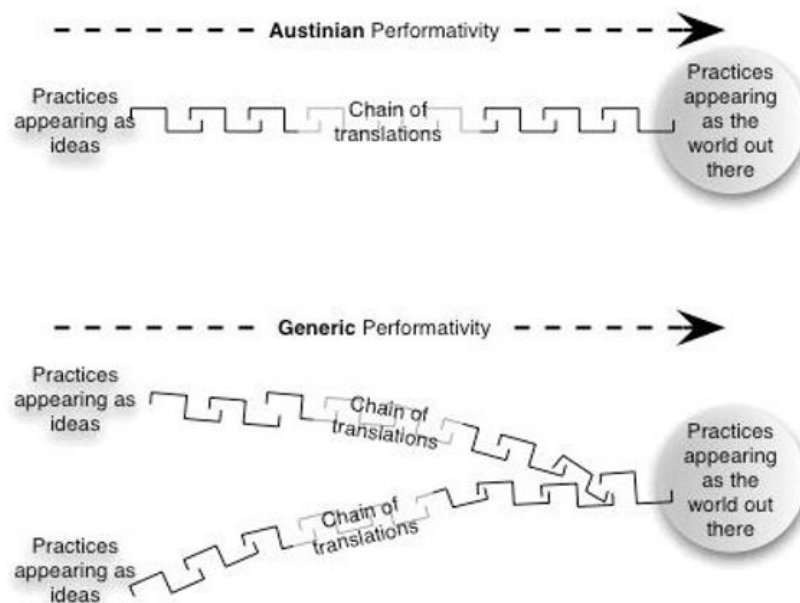 Austinian Performativity
Practices
appearing as
ideas
Chain of
translations
Practices
appearing
as the
world out
there
Generic Performativity
Practices
appearing as
ideas
Chain of
translations
Practices
appearing
as the
world out
there
Chain of
translations
Practices
appearing as
ideas